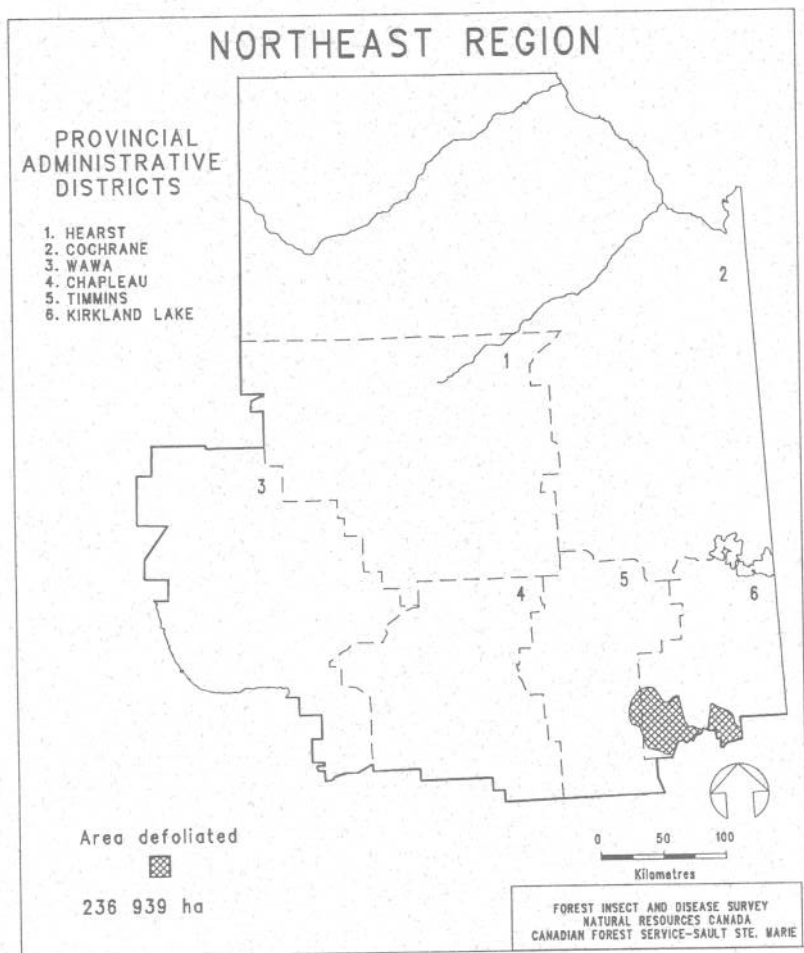 NORTHEAST REGION
PROVINCIAL
ADMINISTRATIVE
DISTRICTS
1. HEARST
2. COCHRANE
3. WAWA
4. CHAPLEAU
5. TIMMINS
6. KIRKLAND LAKE
2
1
3
4
5
6
Area defoliated
236 939 ha
0 50 100
Kilometres
FOREST INSECT AND DISEASE SURVEY
NATURAL RESOURCES CANADA
CANADIAN FOREST SERVICE-SAULT STE. MARIE